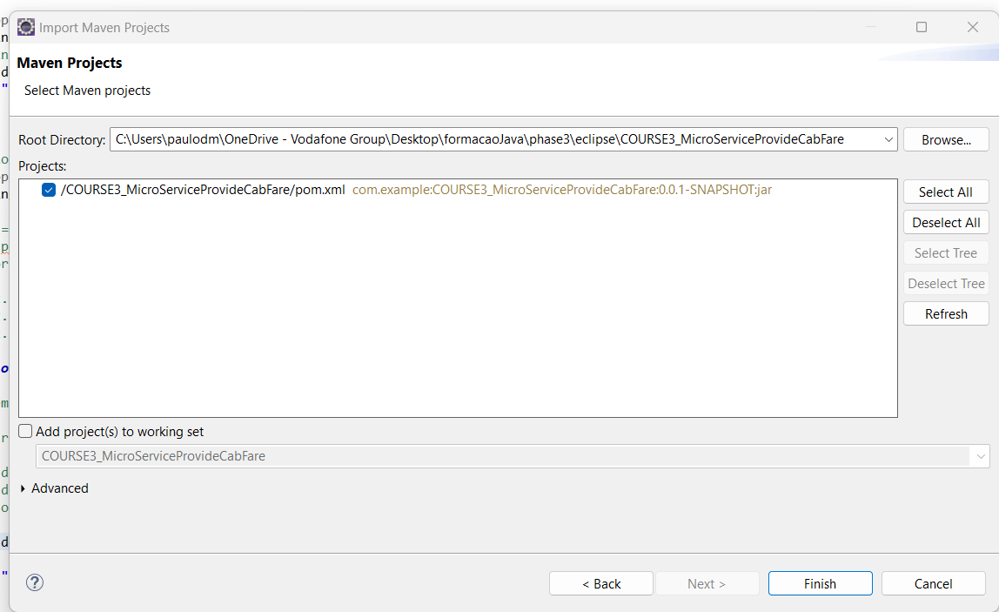 Import Maven Projects
Maven Projects
Select Maven projects
Root Directory: C:\Users\paulodm\OneDrive - Vodafone Group\Desktop\formacaoJava\phase3\eclipse\COURSE3_MicroServiceProvideCabFare Browse...
Projects:
/COURSE3_MicroServiceProvideCabFare/pom.xml com.example:COURSE3_MicroServiceProvideCabFare:0.0.1-SNAPSHOT:jar
Select All
Deselect All
Select Tree
Deselect Tree
Refresh
Add project(s) to working set
COURSE3_MicroServiceProvideCabFare
Advanced
? < Back Next > Finish Cancel